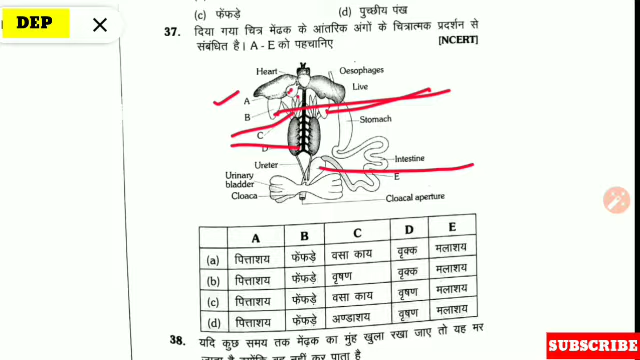 DEP ×
(c) फेंफड़े (d) पुच्छीय पंख
37. दिया गया चित्र मेंढक के आंतरिक अंगों के चित्रात्मक प्रदर्शन से
संबंधित है। A - E को पहचानिए [NCERT]
Heart Oesophages
A Live
B
C Stomach
D
Ureter Intestine
Urinary E
bladder
Cloaca Cloacal aperture
A B C D E
(a) पित्ताशय फेंफड़े वसा काय वृक्क मलाशय
(b) पित्ताशय फेंफड़े वृषण वृक्क मलाशय
(c) पित्ताशय फेंफड़े वसा काय वृषण मलाशय
(d) पित्ताशय फेंफड़े अण्डाशय वृषण मलाशय
38. यदि कुछ समय तक मेंढ़क का मुंह खुला रखा जाए तो यह मर
SUBSCRIBE